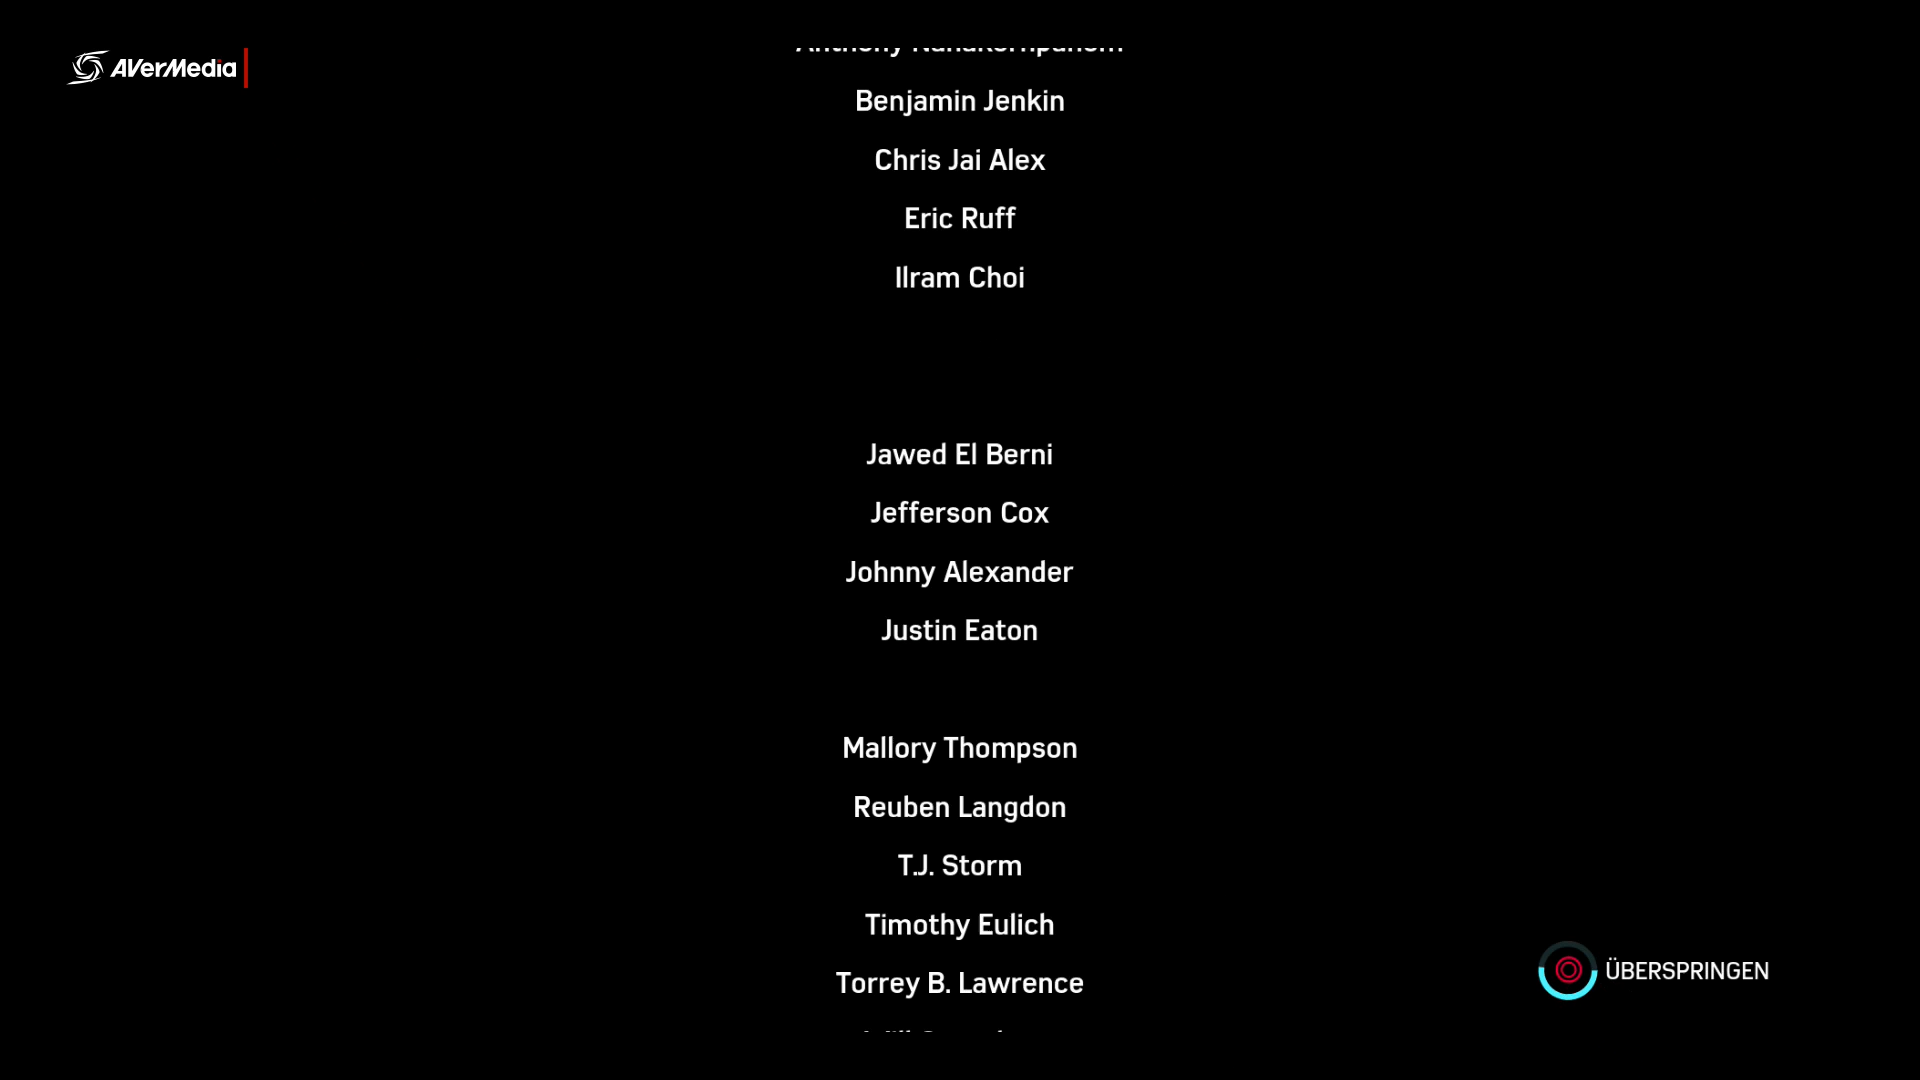 AVerMedia
Benjamin Jenkin
Chris Jai Alex
Eric Ruff
Ilram Choi
Jawed El Berni
Jefferson Cox
Johnny Alexander
Justin Eaton
Mallory Thompson
Reuben Langdon
T.J. Storm
Timothy Eulich
Torrey B. Lawrence
ÜBERSPRINGEN